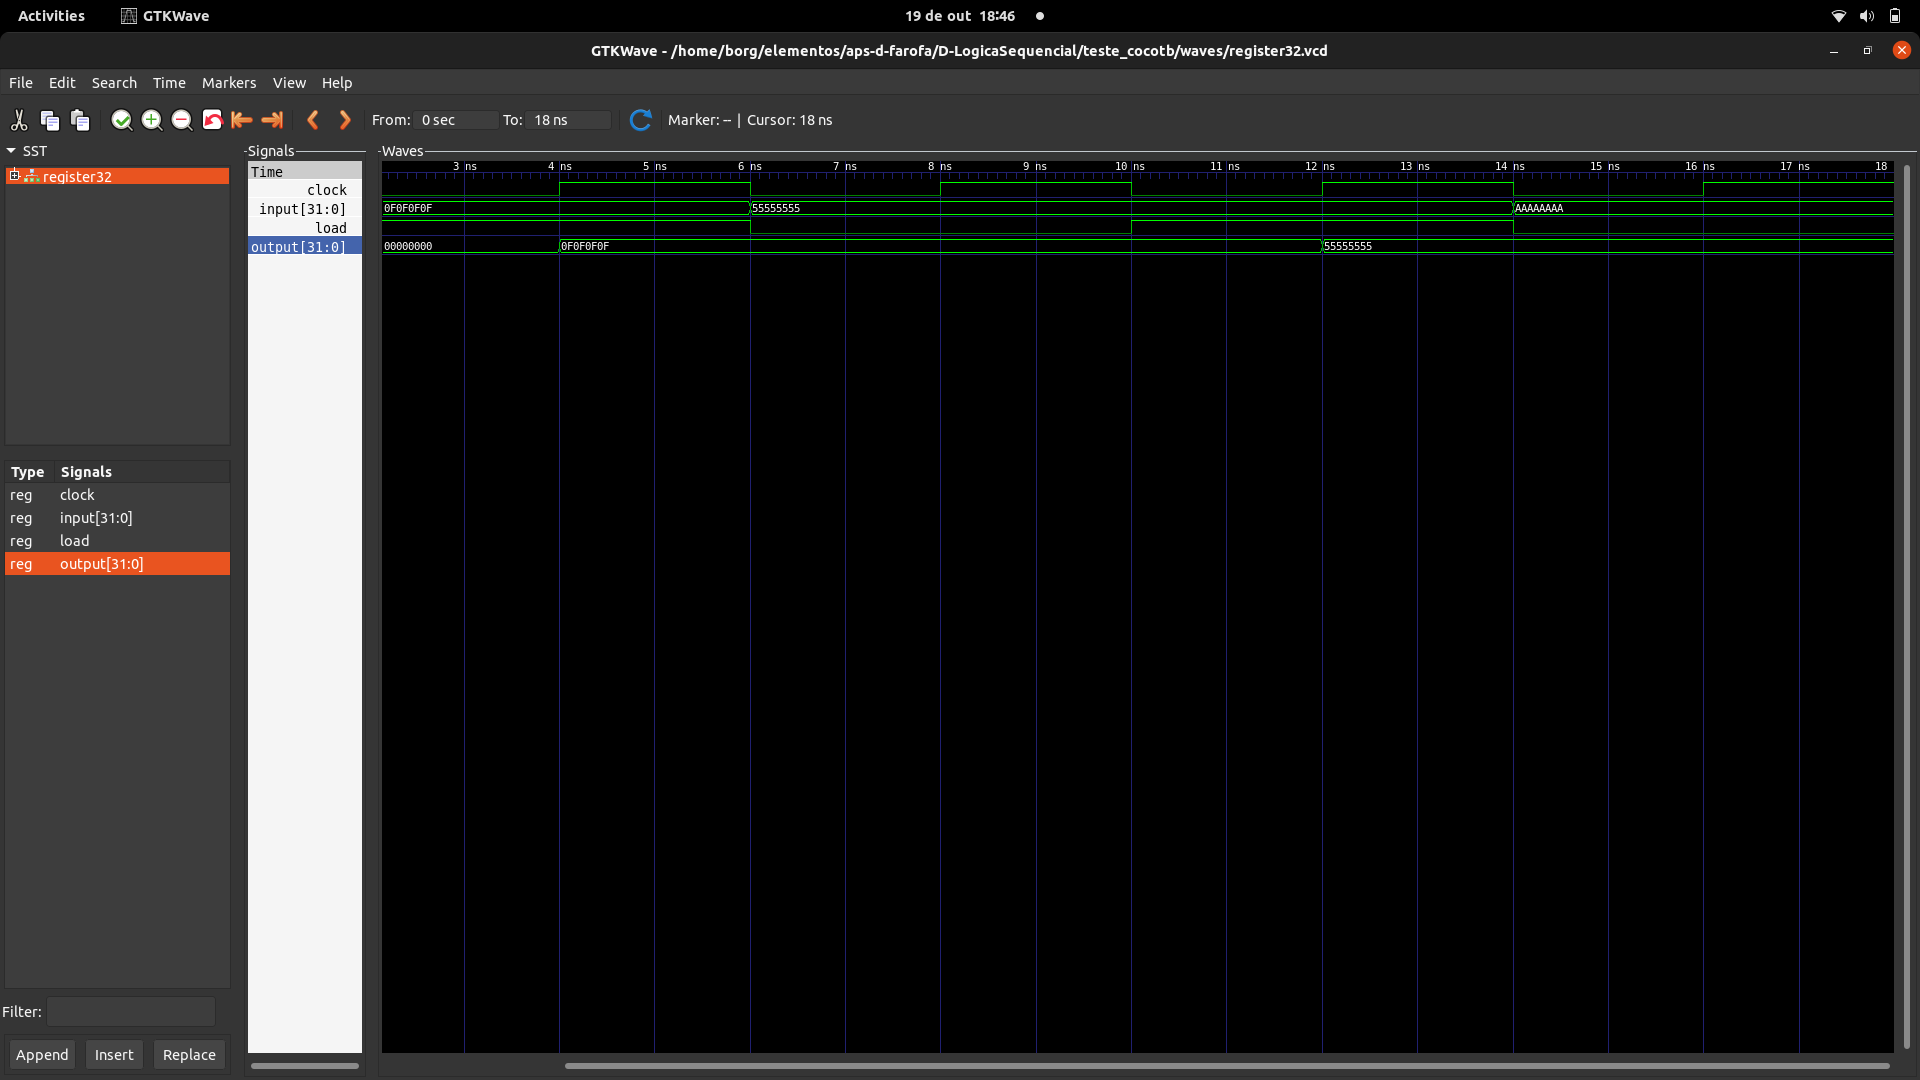 Activities GTKWave 19 de out 18:46
GTKWave - /home/borg/elementos/aps-d-farofa/D-LogicaSequencial/teste_cocotb/waves/register32.vcd
File Edit Search Time Markers View Help
From: 0 sec To: 18 ns Marker: -- | Cursor: 18 ns
SST
register32
Type Signals
reg clock
reg input[31:0]
reg load
reg output[31:0]
Filter:
Append Insert Replace
Signals
Time
clock
input[31:0]
load
output[31:0]
Waves
3 ns 4 ns 5 ns 6 ns 7 ns 8 ns 9 ns 10 ns 11 ns 12 ns 13 ns 14 ns 15 ns 16 ns 17 ns 18
0F0F0F0F 55555555 AAAAAAAA
00000000 0F0F0F0F 55555555